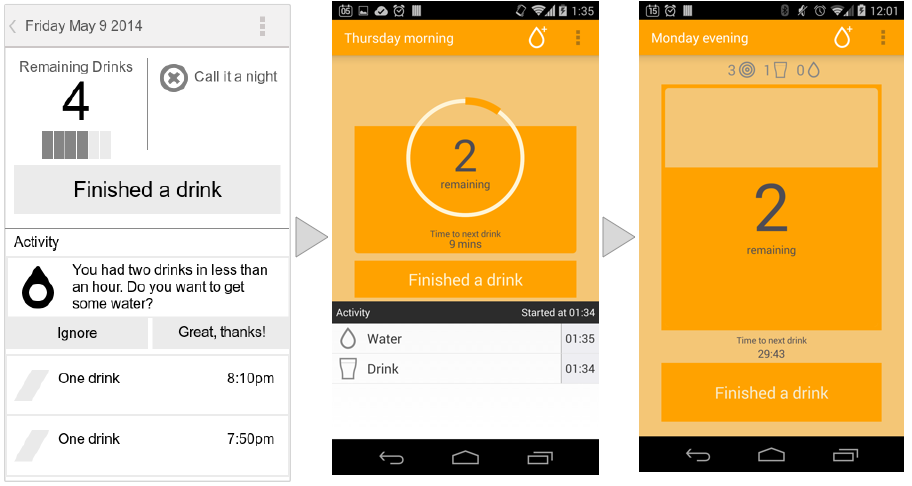 Friday May 9 2014
Remaining Drinks
4
Call it a night
Finished a drink
Activity
You had two drinks in less than
an hour. Do you want to get
some water?
Ignore
Great, thanks!
One drink
8:10pm
One drink
7:50pm
05
1:35
Thursday morning
2
remaining
Time to next drink
9 mins
Finished a drink
Activity
Started at 01:34
Water
01:35
Drink
01:34
15
12:01
Monday evening
3 1 0
2
remaining
Time to next drink
29:43
Finished a drink